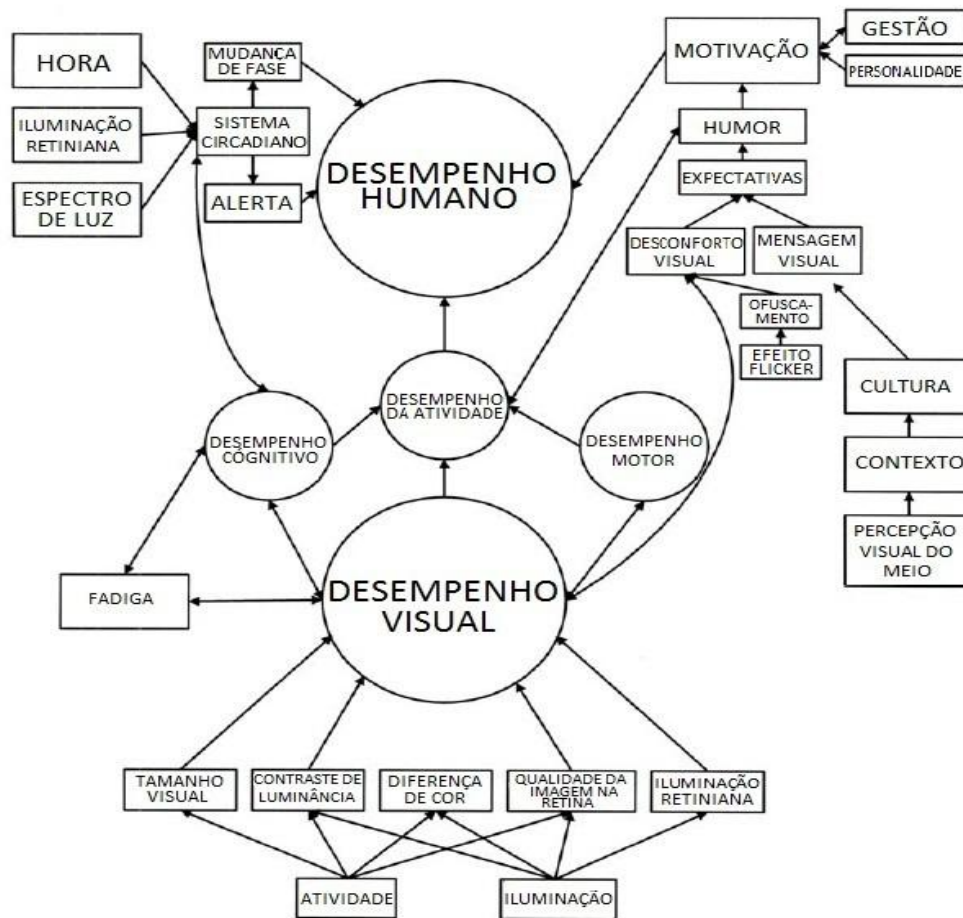 HORA
ILUMINAÇÃO
RETINIANA
ESPECTRO
DE LUZ
MUDANÇA
DE FASE
SISTEMA
CIRCADIANO
ALERTA
DESEMPENHO
HUMANO
MOTIVAÇÃO
GESTÃO
PERSONALIDADE
HUMOR
EXPECTATIVAS
DESCONFORTO
VISUAL
MENSAGEM
VISUAL
OFUSCA-
MENTO
EFEITO
FLICKER
CULTURA
CONTEXTO
PERCEPÇÃO
VISUAL DO
MEIO
DESEMPENHO
COGNITIVO
DESEMPENHO
DA ATIVIDADE
DESEMPENHO
MOTOR
FADIGA
DESEMPENHO
VISUAL
TAMANHO
VISUAL
CONTRASTE DE
LUMINÂNCIA
DIFERENÇA
DE COR
QUALIDADE DA
IMAGEM NA
RETINA
ILUMINAÇÃO
RETINIANA
ATIVIDADE
ILUMINAÇÃO